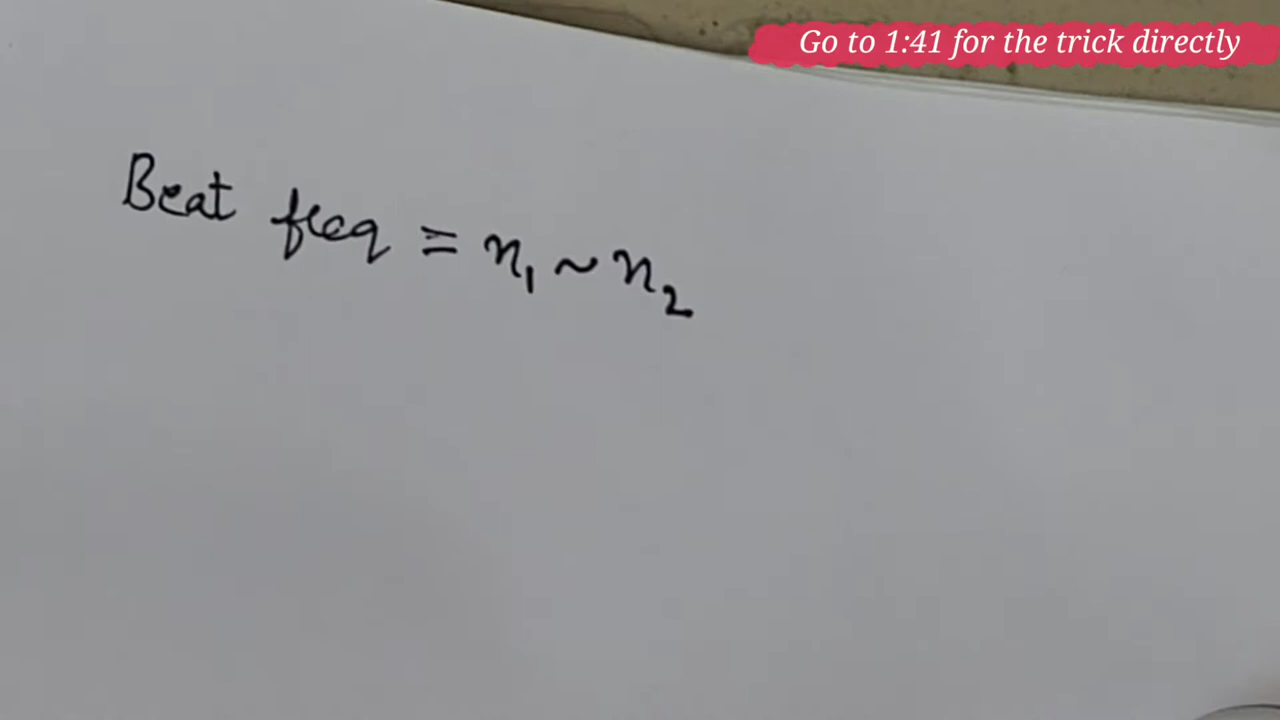 Go to 1:41 for the trick directly
Beat freq = n₁ ~ n₂